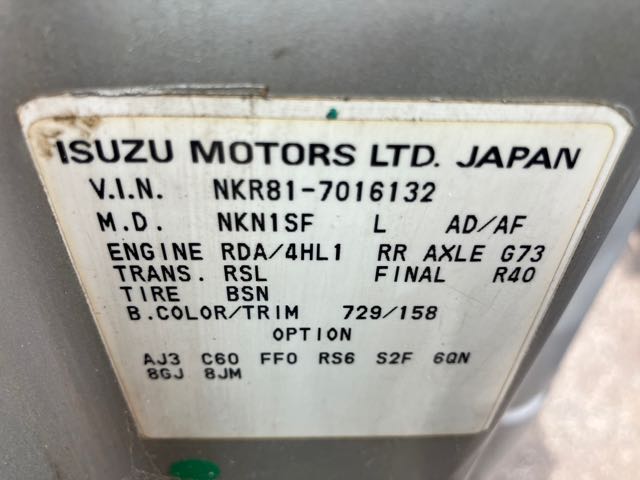 ISUZU MOTORS LTD. JAPAN
V.I.N. NKR81-7016132
M.D. NKN1SF L AD/AF
ENGINE RDA/4HL1 RR AXLE G73
TRANS. RSL FINAL R40
TIRE BSN
B.COLOR/TRIM 729/158
OPTION
AJ3 C60 FF0 RS6 S2F 6QN
8GJ 8JM